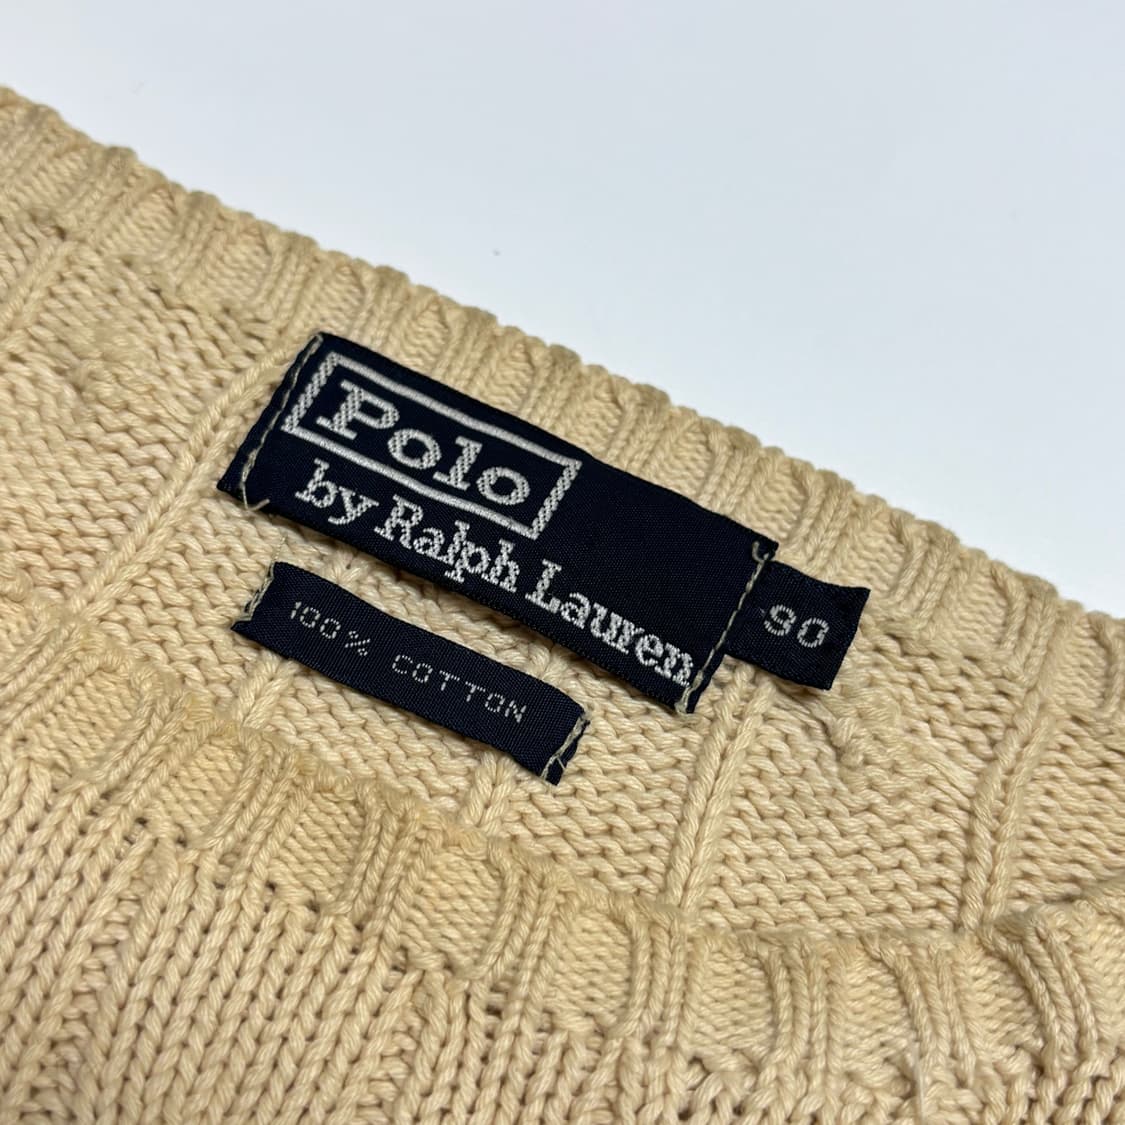 Polo
by Ralph Lauren
90
100% COTTON